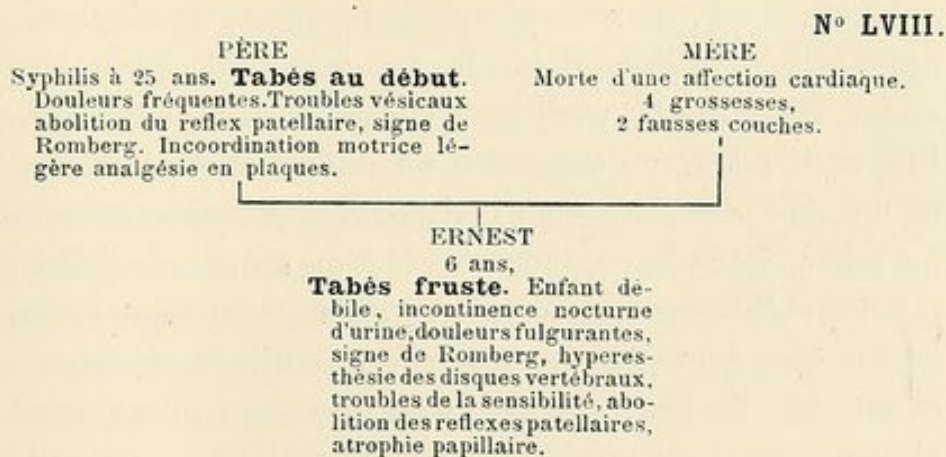 Nº LVIII.
PÈRE
Syphilis à 25 ans. Tabés au début.
Douleurs fréquentes.Troubles vésicaux
abolition du reflex patellaire, signe de
Romberg. Incoordination motrice lé-
gère analgésie en plaques.
MÈRE
Morte d'une affection cardiaque.
4 grossesses,
2 fausses couches.
ERNEST
6 ans,
Tabés fruste. Enfant dé-
bile, incontinence nocturne
d'urine,douleurs fulgurantes,
signe de Romberg, hyperes-
thésie des disques vertébraux,
troubles de la sensibilité, abo-
lition des reflexes patellaires,
atrophie papillaire.